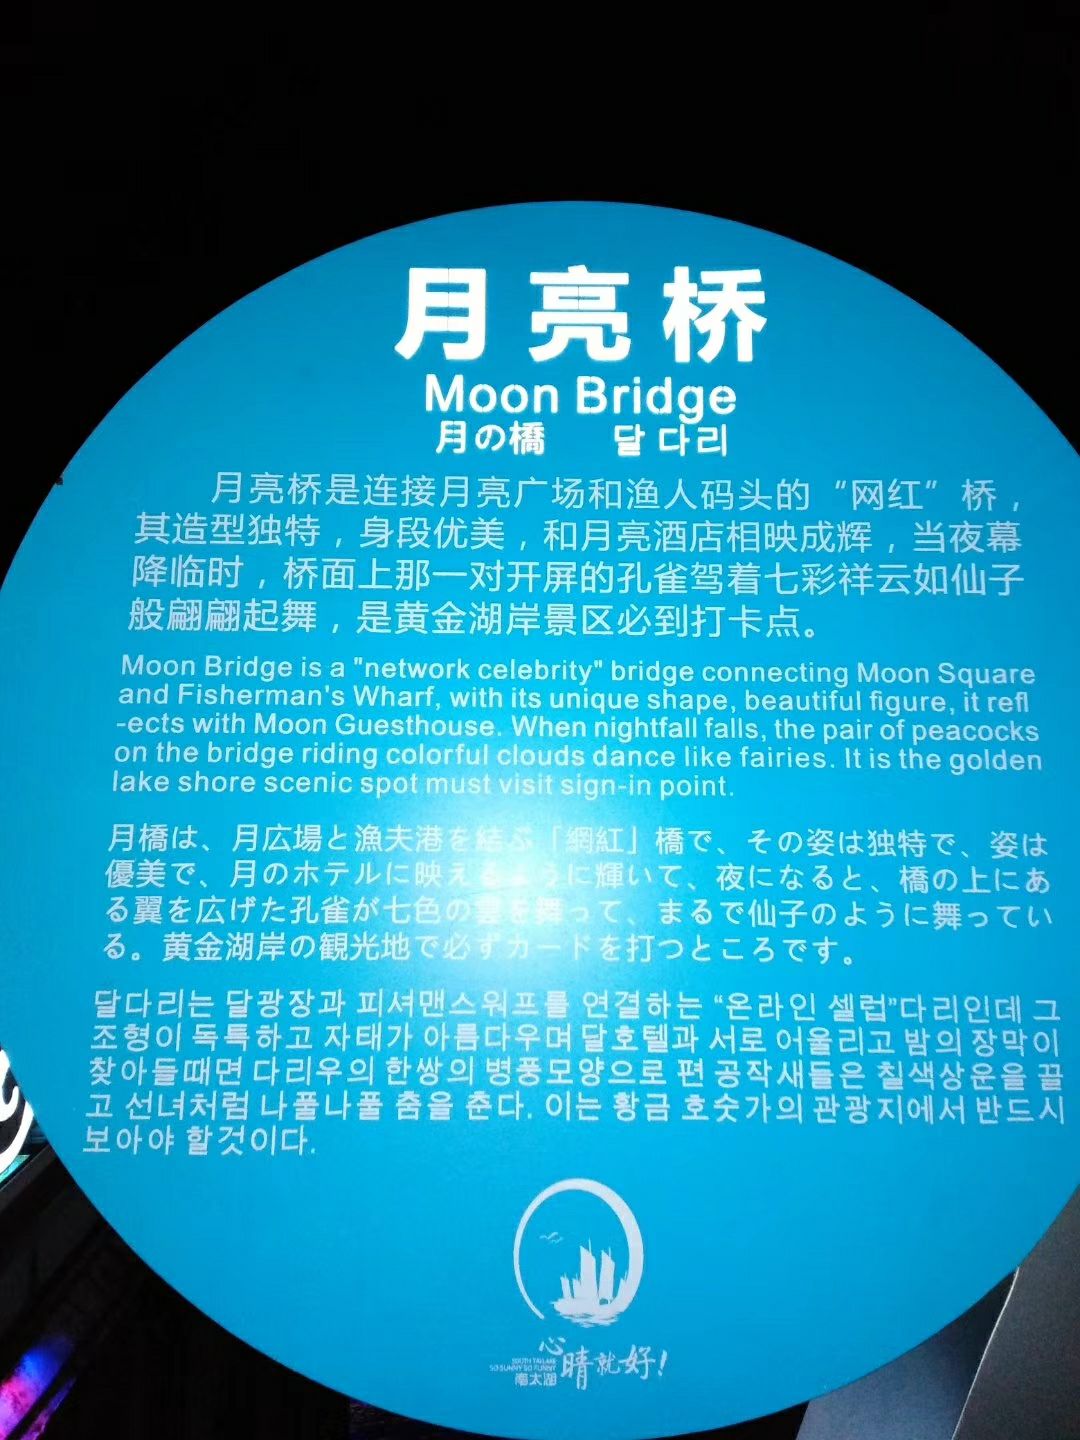 月亮桥
Moon Bridge
月の橋 달 다리
月亮桥是连接月亮广场和渔人码头的“网红”桥，
其造型独特，身段优美，和月亮酒店相映成辉，当夜幕
降临时，桥面上那一对开屏的孔雀驾着七彩祥云如仙子
般翩翩起舞，是黄金湖岸景区必到打卡点。
Moon Bridge is a "network celebrity" bridge connecting Moon Square
and Fisherman's Wharf, with its unique shape, beautiful figure, it refl
-ects with Moon Guesthouse. When nightfall falls, the pair of peacocks
on the bridge riding colorful clouds dance like fairies. It is the golden
lake shore scenic spot must visit sign-in point.
月橋は、月広場と漁夫港を結ぶ「網紅」橋で、その姿は独特で、姿は
優美で、月のホテルに映えるように輝いて、夜になると、橋の上にあ
る翼を広げた孔雀が七色の雲を舞って、まるで仙子のように舞ってい
る。黄金湖岸の観光地で必ずカードを打つところです。
달다리는 달광장과 피셔맨스워프를 연결하는 “온라인 셀럽”다리인데 그
조형이 독특하고 자태가 아름다우며 달호텔과 서로 어울리고 밤의 장막이
찾아들때면 다리우의 한쌍의 병풍모양으로 편 공작새들은 칠색상운을 끌
고 선녀처럼 나풀나풀 춤을 춘다. 이는 황금 호숫가의 관광지에서 반드시
보아야 할것이다.
心晴就好！
SOUTH TAILAKE
SO SUNNY SO FUNNY
南太湖